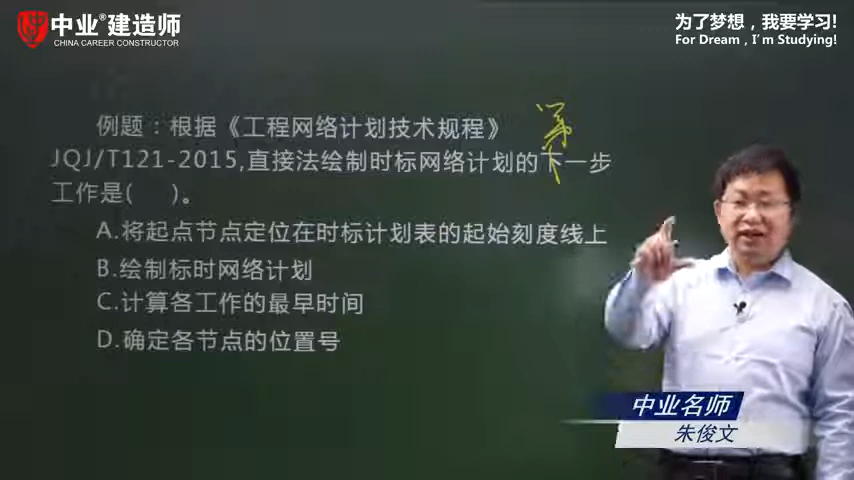 中业®建造师
CHINA CAREER CONSTRUCTOR
为了梦想，我要学习!
For Dream，I'm Studying!
例题：根据《工程网络计划技术规程》
第
JQJ/T121-2015,直接法绘制时标网络计划的下一步
工作是(　)。
A.将起点节点定位在时标计划表的起始刻度线上
B.绘制标时网络计划
C.计算各工作的最早时间
D.确定各节点的位置号
中业名师
朱俊文